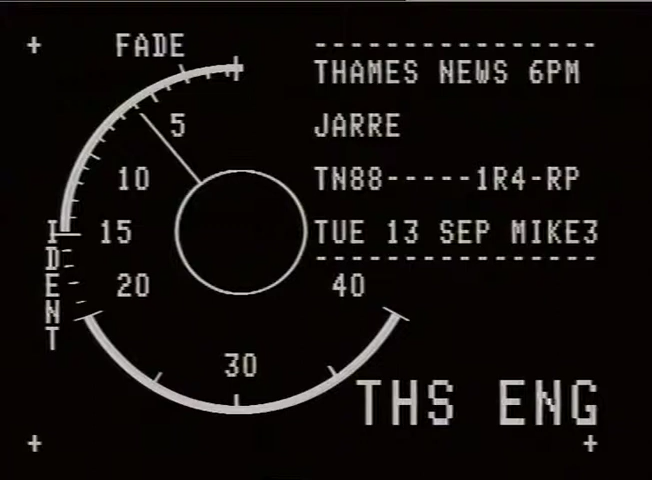 FADE
THAMES NEWS 6PM
JARRE
TN88-----1R4-RP
TUE 13 SEP MIKE3
5
10
15
20
30
40
IDENT
THS ENG